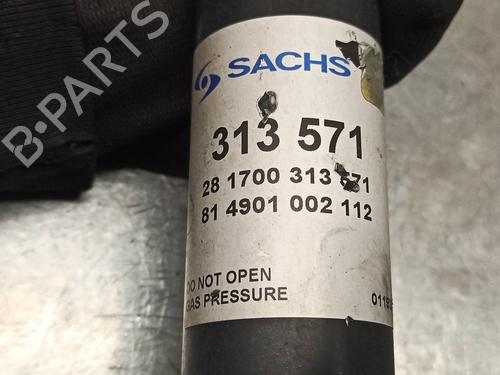 B-PARTS
SACHS
313 571
28 1700 313 571
81 4901 002 112
DO NOT OPEN
GAS PRESSURE